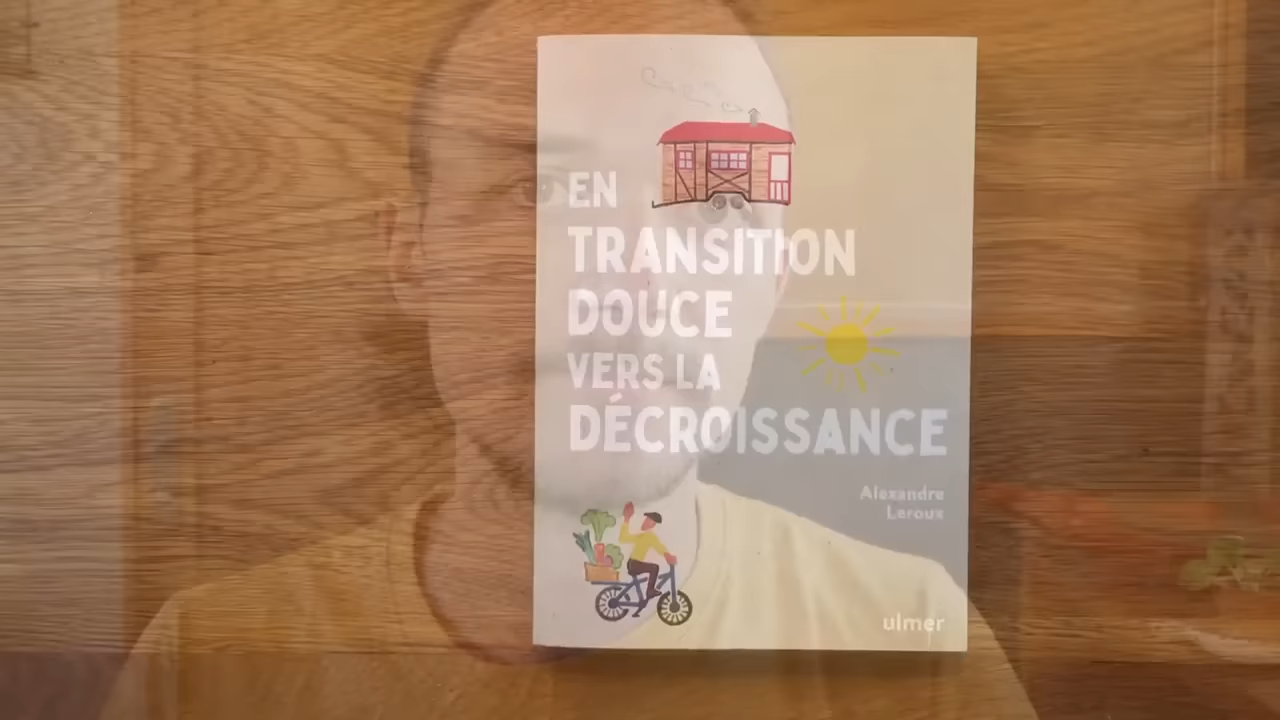 EN
TRANSITION
DOUCE
VERS LA
DÉCROISSANCE
Alexandre
Leroux
ulmer